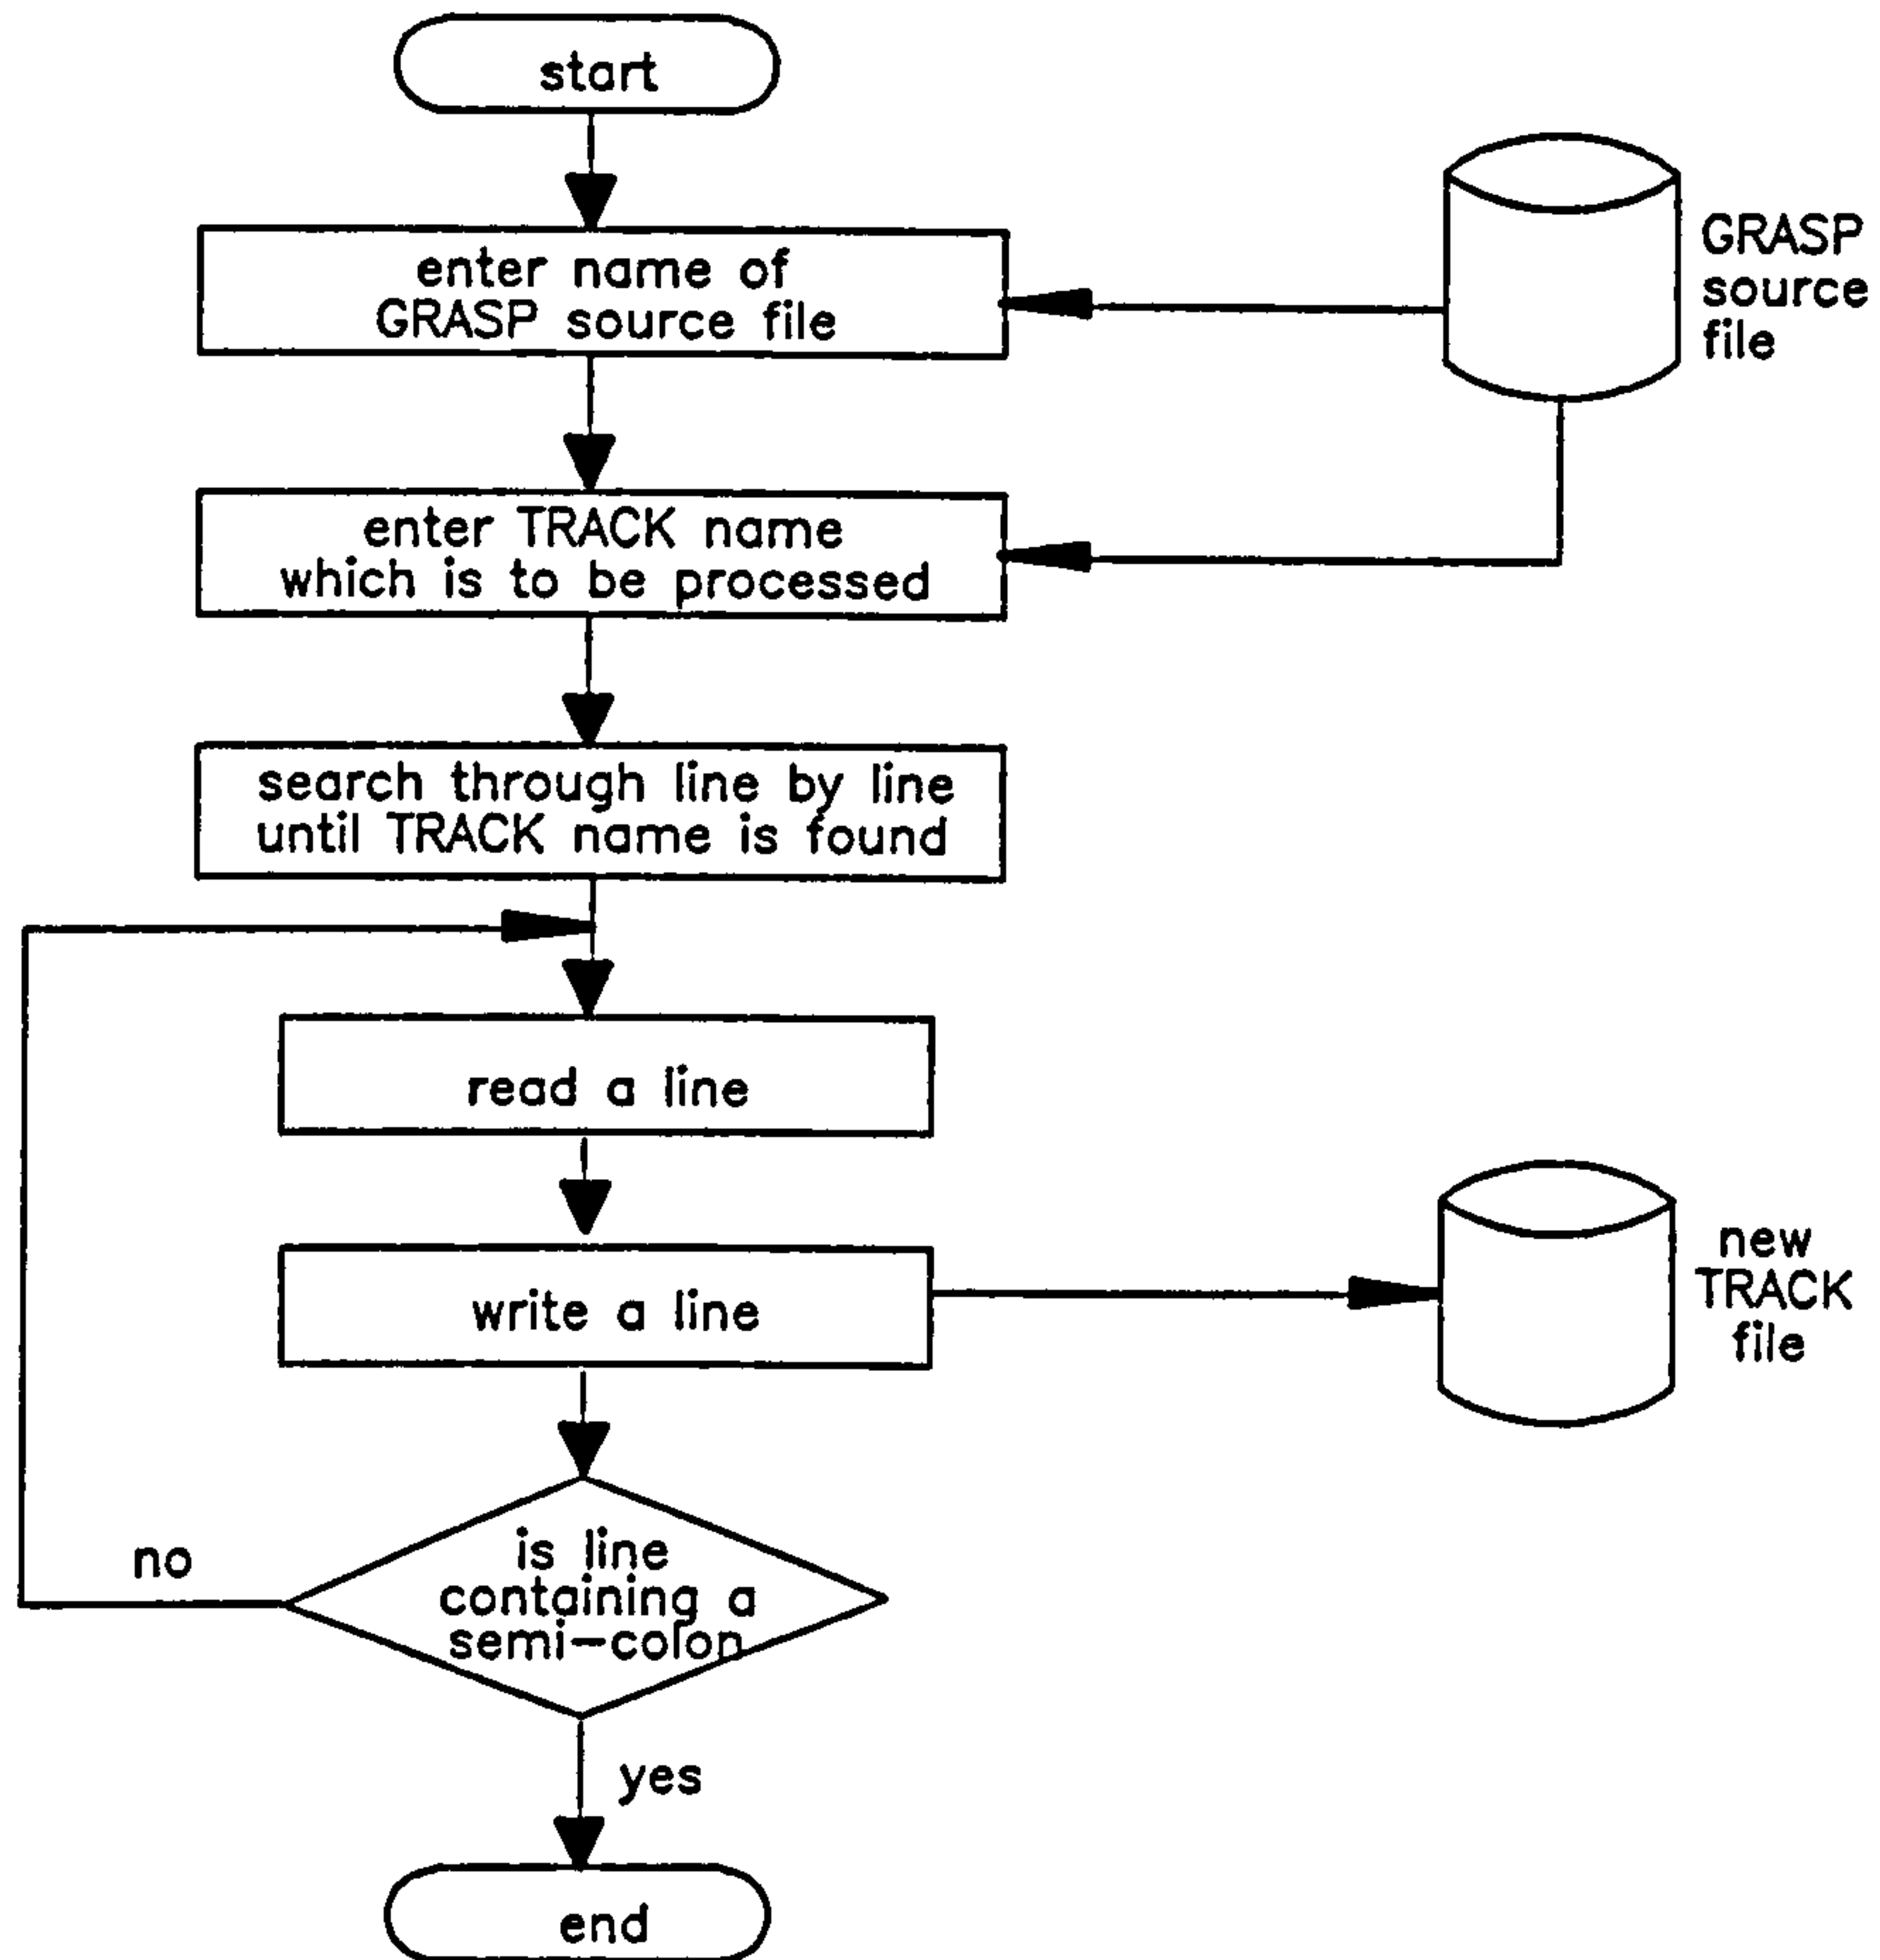 start
enter name of
GRASP source file
GRASP
source
file
enter TRACK name
which is to be processed
search through line by line
until TRACK name is found
read a line
write a line
new
TRACK
file
is line
containing a
semi-colon
no
yes
end